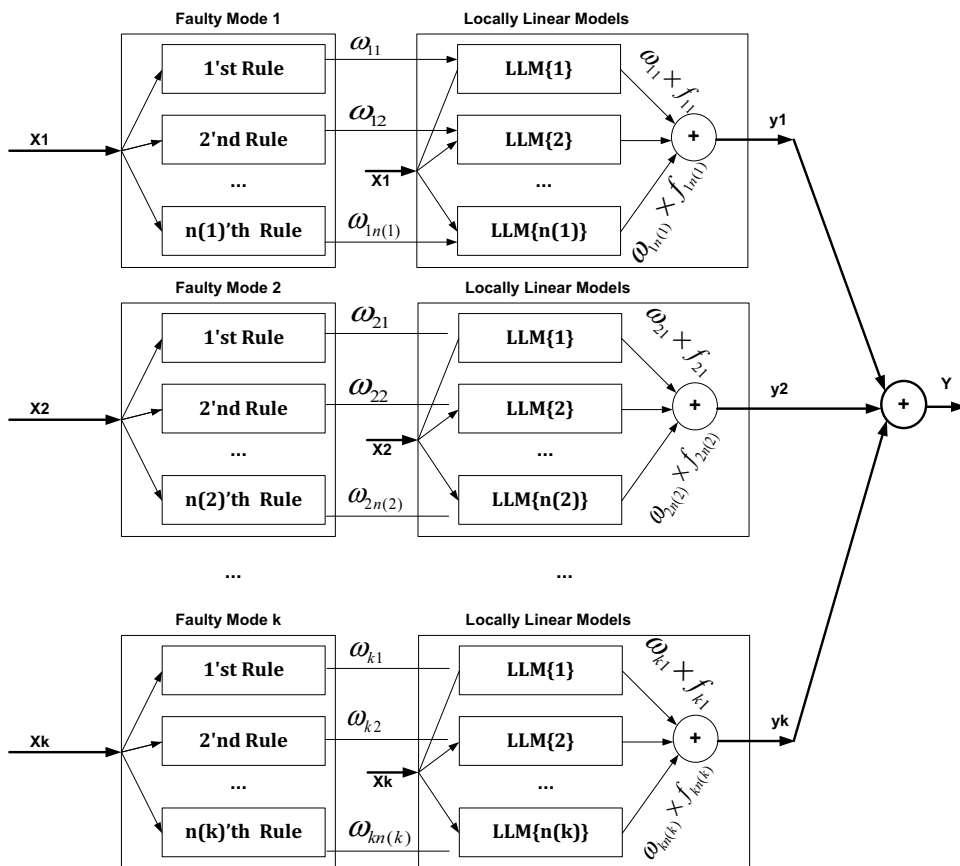 Faulty Mode 1
Locally Linear Models
X1
1'st Rule
2'nd Rule
...
n(1)'th Rule
ω11
ω12
ω1n(1)
X1
LLM{1}
LLM{2}
...
LLM{n(1)}
ω11 × f11
+
ω1n(1) × f1n(1)
y1
Faulty Mode 2
Locally Linear Models
X2
1'st Rule
2'nd Rule
...
n(2)'th Rule
ω21
ω22
ω2n(2)
X2
LLM{1}
LLM{2}
...
LLM{n(2)}
ω21 × f21
+
ω2n(2) × f2n(2)
y2
+
Y
...
...
Faulty Mode k
Locally Linear Models
Xk
1'st Rule
2'nd Rule
...
n(k)'th Rule
ωk1
ωk2
ωkn(k)
Xk
LLM{1}
LLM{2}
...
LLM{n(k)}
ωk1 × fk1
+
ωkn(k) × fkn(k)
yk